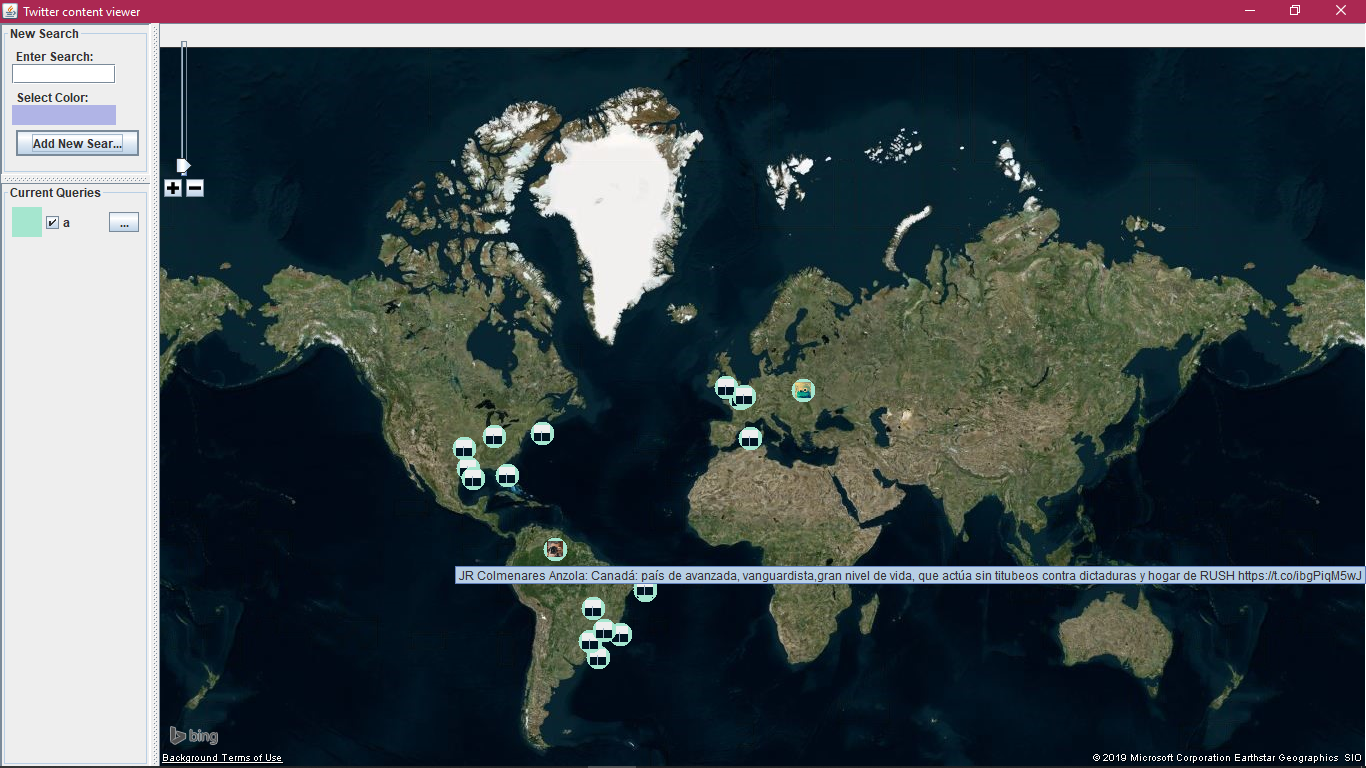 Twitter content viewer
New Search
Enter Search:
Select Color:
Add New Sear...
Current Queries
a
...
JR Colmenares Anzola: Canadá: país de avanzada, vanguardista,gran nivel de vida, que actúa sin titubeos contra dictaduras y hogar de RUSH https://t.co/ibgPiqM5wJ
bing
Background Terms of Use
© 2019 Microsoft Corporation Earthstar Geographics SIO